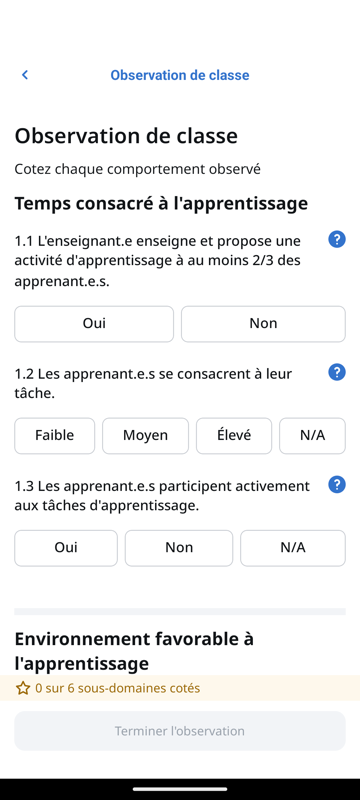 Observation de classe
Observation de classe
Cotez chaque comportement observé
Temps consacré à l'apprentissage
1.1 L'enseignant.e enseigne et propose une
activité d'apprentissage à au moins 2/3 des
apprenant.e.s.
?
Oui
Non
1.2 Les apprenant.e.s se consacrent à leur
tâche.
?
Faible
Moyen
Élevé
N/A
1.3 Les apprenant.e.s participent activement
aux tâches d'apprentissage.
?
Oui
Non
N/A
Environnement favorable à
l'apprentissage
0 sur 6 sous-domaines cotés
Terminer l'observation